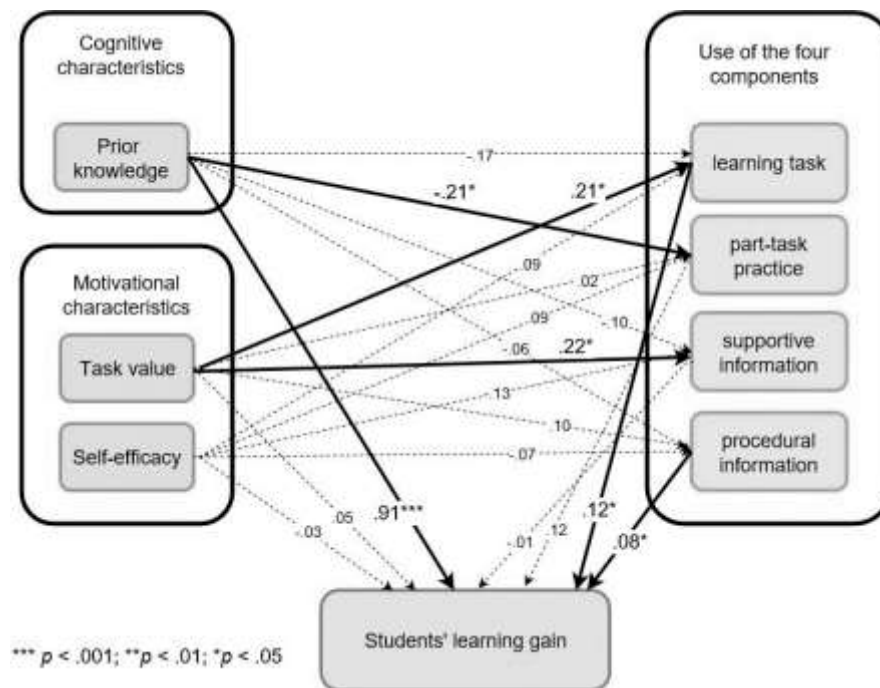 Cognitive
characteristics
Prior
knowledge
Motivational
characteristics
Task value
Self-efficacy
Use of the four
components
learning task
part-task
practice
supportive
information
procedural
information
-.17
-.21*
.21*
.09
.02
.09
-.10
-.06
.22*
.13
.10
-.07
.91***
.05
-.03
.12*
.12
-.01
.08*
Students' learning gain
*** p < .001; **p < .01; *p < .05